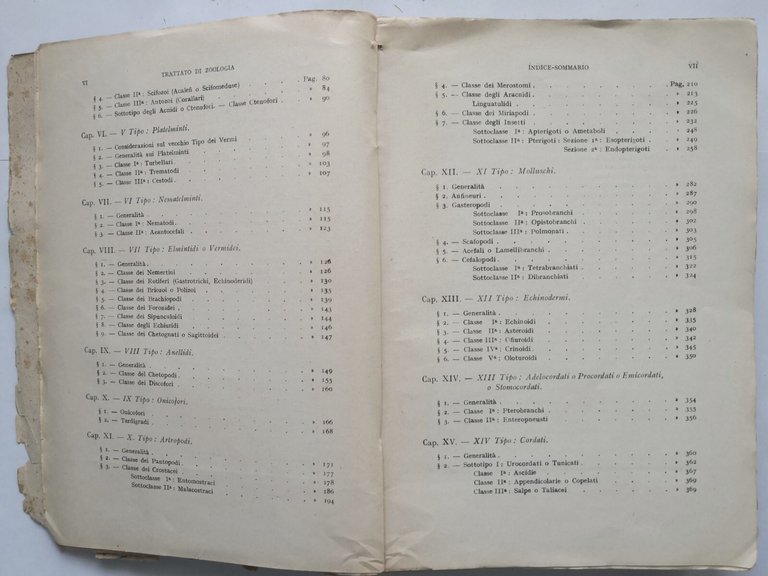 VI
TRATTATO DI ZOOLOGIA
§ 4. — Classe IIª: Scifozoi (Acalefi o Scifomeduse) Pag. 80
§ 5. — Classe IIIª: Antozoi (Corallari) » 84
§ 6. — Sottotipo degli Acnidi o Ctenofori. — Classe Ctenofori » 90
Cap. VI. — V Tipo: Platelminti.
§ 1. — Considerazioni sul vecchio Tipo dei Vermi » 96
§ 2. — Generalità sui Platelminti » 97
§ 3. — Classe Iª: Turbellati » 98
§ 4. — Classe IIª: Trematodi » 103
§ 5. — Classe IIIª: Cestodi » 107
Cap. VII. — VI Tipo: Nematelminti.
§ 1. — Generalità » 115
§ 2. — Classe Iª: Nematodi » 115
§ 3. — Classe IIª: Acantocefali » 123
Cap. VIII. — VII Tipo: Elmintidi o Vermidei.
§ 1. — Generalità » 126
§ 2. — Classe dei Nemertini » 126
§ 3. — Classe dei Rotiferi (Gastrotrichi, Echinoderidi) » 130
§ 4. — Classe dei Briozoi o Polizoi » 135
§ 5. — Classe dei Brachiopodi » 139
§ 6. — Classe dei Foronidei » 143
§ 7. — Classe dei Sipunculoidi » 144
§ 8. — Classe degli Echiuridi » 146
§ 9. — Classe dei Chetognati o Sagittoidei » 147
Cap. IX. — VIII Tipo: Anellidi.
§ 1. — Generalità » 149
§ 2. — Classe dei Chetopodi » 155
§ 3. — Classe dei Discofori » 160
Cap. X. — IX Tipo: Onicofori.
§ 1. — Onicofori » 166
§ 2. — Tardigradi » 168
Cap. XI. — X. Tipo: Artropodi.
§ 1. — Generalità » 171
§ 2. — Classe dei Pantopodi » 177
§ 3. — Classe dei Crostacei » 178
Sottoclasse Iª: Entomostraci » 186
Sottoclasse IIª: Malacostraci » 194
INDICE-SOMMARIO
VII
§ 4. — Classe dei Merostomi Pag. 210
§ 5. — Classe degli Aracnidi » 213
Linguatulidi » 225
§ 6. — Classe dei Miriapodi » 226
§ 7. — Classe degli Insetti » 232
Sottoclasse Iª: Apterigoti o Ametaboli » 248
Sottoclasse IIª: Pterigoti: Sezione 1ª: Esopterigoti » 249
Sezione 2ª: Endopterigoti » 258
Cap. XII. — XI Tipo: Molluschi.
§ 1. Generalità » 282
§ 2. Anfineuri » 287
§ 3. Gasteropodi » 290
Sottoclasse Iª: Prosobranchi » 298
Sottoclasse IIª: Opistobranchi » 302
Sottoclasse IIIª: Polmonati » 303
§ 4. — Scafopodi » 305
§ 5. — Acefali o Lamellibranchi » 306
§ 6. — Cefalopodi » 315
Sottoclasse Iª: Tetrabranchiati » 322
Sottoclasse IIª: Dibranchiati » 324
Cap. XIII. — XII Tipo: Echinodermi.
§ 1. — Generalità » 328
§ 2. — Classe Iª: Echinoidi » 335
§ 3. — Classe IIª: Asteroidi » 340
§ 4. — Classe IIIª: Ofiuroidi » 342
§ 5. — Classe IVª: Crinoidi » 345
§ 6. — Classe Vª: Oloturoidi » 350
Cap. XIV. — XIII Tipo: Adelocordati o Procordati o Emicordati,
o Stomocordati.
§ 1. — Generalità » 354
§ 2. — Classe Iª: Pterobranchi » 355
§ 3. — Classe IIª: Enteropneusti » 356
Cap. XV. — XIV Tipo: Cordati.
§ 1. — Generalità » 360
§ 2. — Sottotipo I: Urocordati o Tunicati » 362
Classe Iª: Ascidie » 367
Classe IIª: Appendicolarie o Copelati » 369
Classe IIIª: Salpe o Taliacei » 369